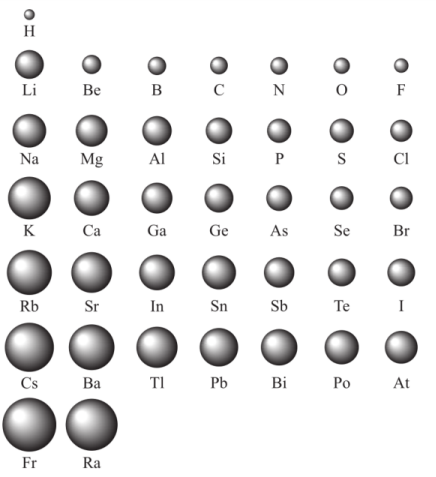 H
Li Be B C N O F
Na Mg Al Si P S Cl
K Ca Ga Ge As Se Br
Rb Sr In Sn Sb Te I
Cs Ba Tl Pb Bi Po At
Fr Ra